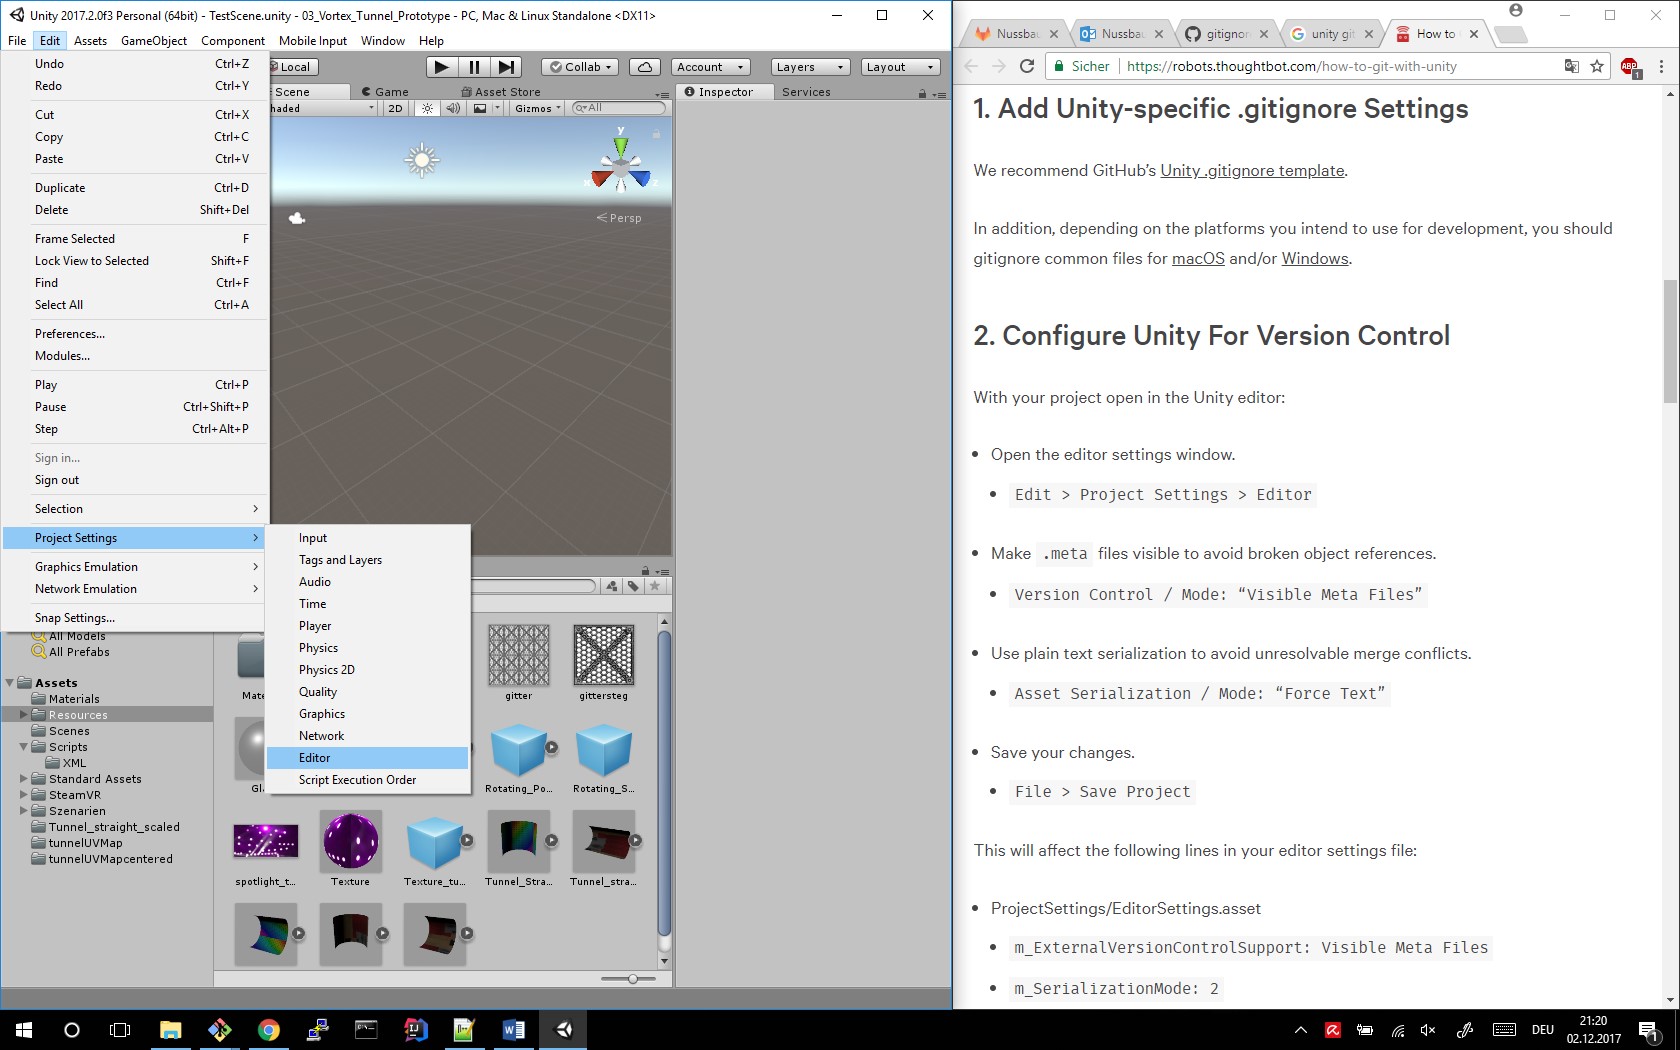 Unity 2017.2.0f3 Personal (64bit) - TestScene.unity - 03_Vortex_Tunnel_Prototype - PC, Mac & Linux Standalone <DX11>
File Edit Assets GameObject Component Mobile Input Window Help
Undo Ctrl+Z
Redo Ctrl+Y
Cut Ctrl+X
Copy Ctrl+C
Paste Ctrl+V
Duplicate Ctrl+D
Delete Shift+Del
Frame Selected F
Lock View to Selected Shift+F
Find Ctrl+F
Select All Ctrl+A
Preferences...
Modules...
Play Ctrl+P
Pause Ctrl+Shift+P
Step Ctrl+Alt+P
Sign in...
Sign out
Selection
Project Settings
Graphics Emulation
Network Emulation
Snap Settings...
Input
Tags and Layers
Audio
Time
Player
Physics
Physics 2D
Quality
Graphics
Network
Editor
Script Execution Order
Local Collab Account Layers Layout
Scene Game Asset Store Inspector Services
haded 2D Gizmos All
y
x z
Persp
All Models
All Prefabs
Assets
Materials
Resources
Scenes
Scripts
XML
Standard Assets
SteamVR
Szenarien
Tunnel_straight_scaled
tunnelUVMap
tunnelUVMapcentered
Mate gitter gittersteg
Gla Rotating_Po... Rotating_S...
spotlight_t... Texture Texture_tu... Tunnel_Stra... Tunnel_stra...
Nussbau Nussbau gitignor unity git How to
Sicher https://robots.thoughtbot.com/how-to-git-with-unity
ABP 1
1. Add Unity-specific .gitignore Settings
We recommend GitHub’s Unity .gitignore template.
In addition, depending on the platforms you intend to use for development, you should
gitignore common files for macOS and/or Windows.
2. Configure Unity For Version Control
With your project open in the Unity editor:
Open the editor settings window.
Edit > Project Settings > Editor
Make .meta files visible to avoid broken object references.
Version Control / Mode: “Visible Meta Files”
Use plain text serialization to avoid unresolvable merge conflicts.
Asset Serialization / Mode: “Force Text”
Save your changes.
File > Save Project
This will affect the following lines in your editor settings file:
ProjectSettings/EditorSettings.asset
m_ExternalVersionControlSupport: Visible Meta Files
m_SerializationMode: 2
DEU
21:20
02.12.2017
1